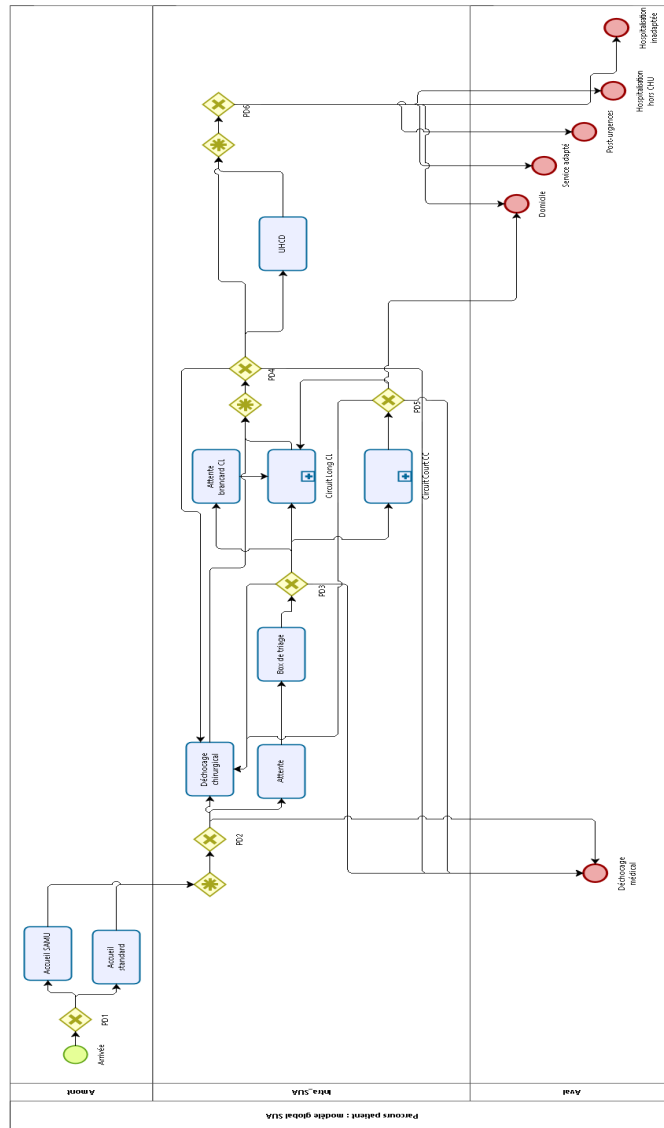 Parcours patient : modèle global SUA
Amont
Arrivée
PD1
Accueil SAMU
Accueil
standard
Intra_SUA
PD2
Déchocage
chirurgical
Attente
Box de triage
PD3
Attente
brancard CL
Circuit Long CL
Circuit Court CC
PD4
PD5
UHCD
PD6
Aval
Déchocage
médical
Domicile
Service adapté
Post-urgences
Hospitalisation
hors CHU
Hospitalisation
inadaptée